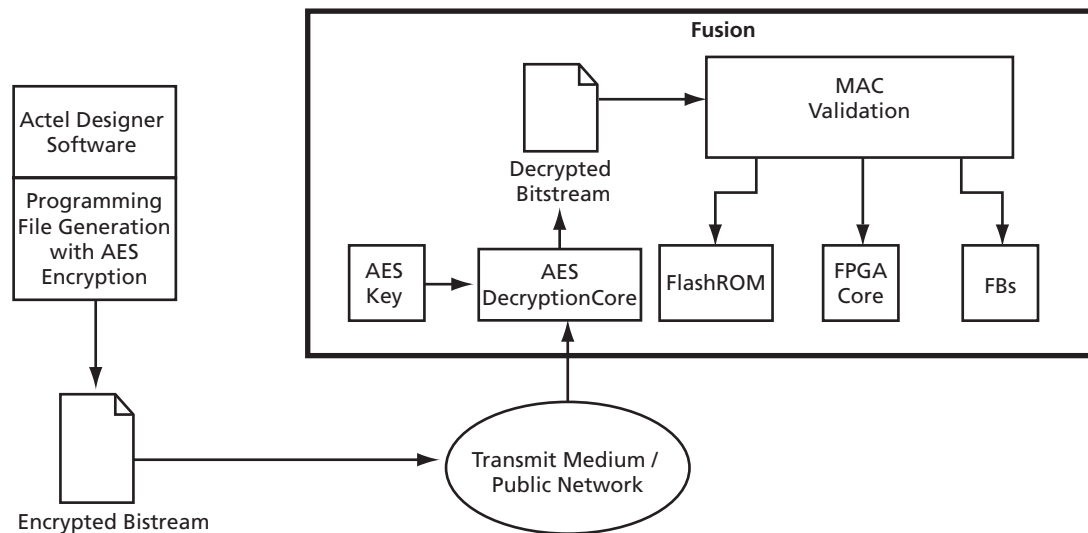 Fusion
Actel Designer
Software
Programming
File Generation
with AES
Encryption
Encrypted Bistream
Transmit Medium /
Public Network
AES
Key
AES
DecryptionCore
Decrypted
Bitstream
MAC
Validation
FlashROM
FPGA
Core
FBs